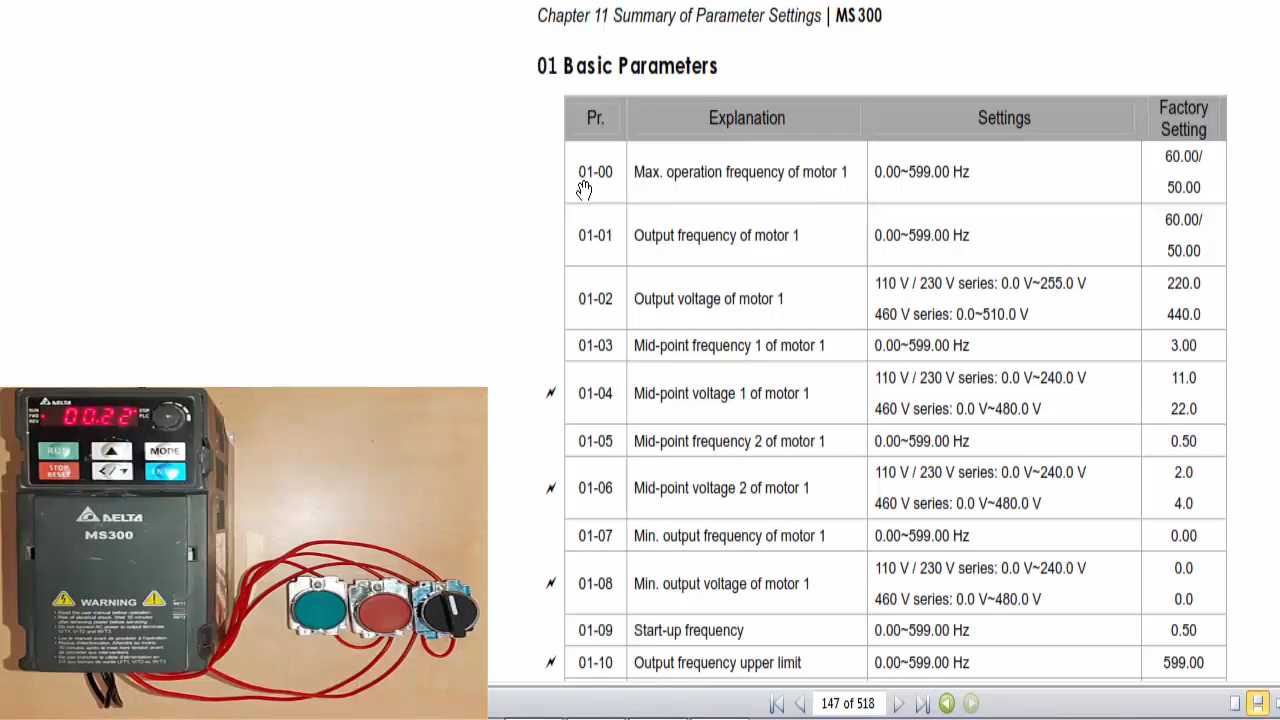 Chapter 11 Summary of Parameter Settings | MS300
01 Basic Parameters
Pr. Explanation Settings Factory Setting
01-00 Max. operation frequency of motor 1 0.00~599.00 Hz 60.00/ 50.00
01-01 Output frequency of motor 1 0.00~599.00 Hz 60.00/ 50.00
01-02 Output voltage of motor 1 110 V / 230 V series: 0.0 V~255.0 V 220.0
460 V series: 0.0~510.0 V 440.0
01-03 Mid-point frequency 1 of motor 1 0.00~599.00 Hz 3.00
01-04 Mid-point voltage 1 of motor 1 110 V / 230 V series: 0.0 V~240.0 V 11.0
460 V series: 0.0 V~480.0 V 22.0
01-05 Mid-point frequency 2 of motor 1 0.00~599.00 Hz 0.50
01-06 Mid-point voltage 2 of motor 1 110 V / 230 V series: 0.0 V~240.0 V 2.0
460 V series: 0.0 V~480.0 V 4.0
01-07 Min. output frequency of motor 1 0.00~599.00 Hz 0.00
01-08 Min. output voltage of motor 1 110 V / 230 V series: 0.0 V~240.0 V 0.0
460 V series: 0.0 V~480.0 V 0.0
01-09 Start-up frequency 0.00~599.00 Hz 0.50
01-10 Output frequency upper limit 0.00~599.00 Hz 599.00
147 of 518
DELTA
RUN
FWD
REV
00.22
STOP
PLC
RUN
MODE
STOP
RESET
ENTER
DELTA
MS300
WARNING